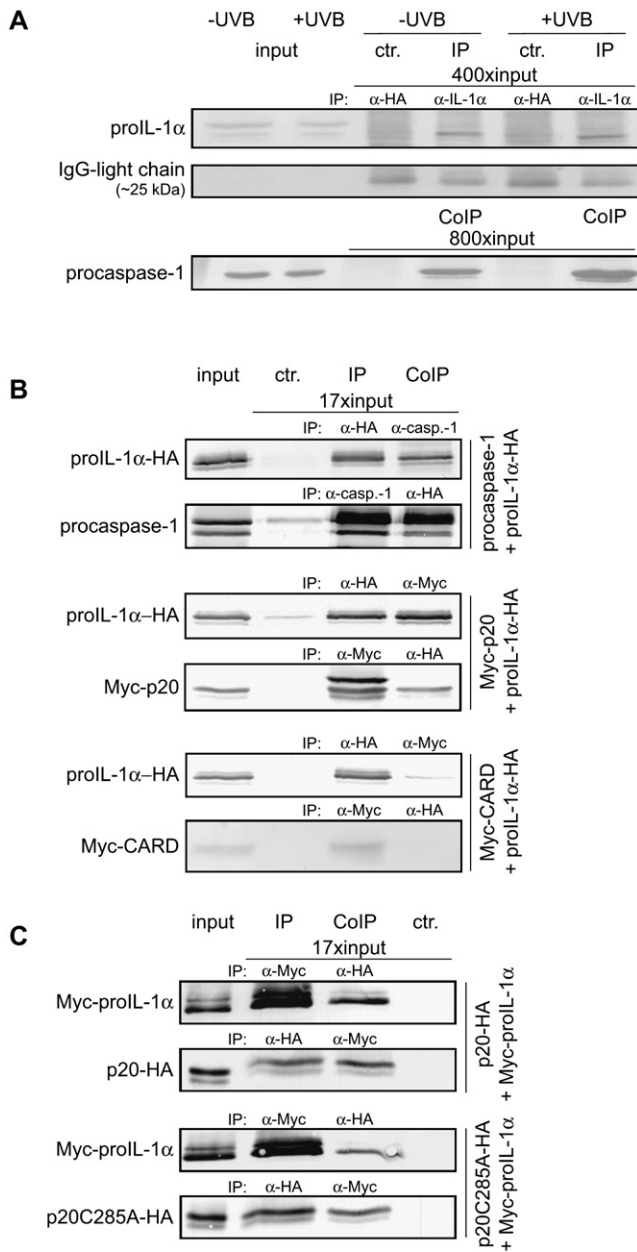 A
-UVB +UVB -UVB +UVB
input ctr. IP ctr. IP
400xinput
IP: α-HA α-IL-1α α-HA α-IL-1α
proIL-1α
IgG-light chain
(~25 kDa)
CoIP CoIP
800xinput
procaspase-1
B
input ctr. IP CoIP
17xinput
IP: α-HA α-casp.-1
proIL-1α-HA
IP: α-casp.-1 α-HA
procaspase-1
procaspase-1
+ proIL-1α-HA
IP: α-HA α-Myc
proIL-1α–HA
IP: α-Myc α-HA
Myc-p20
Myc-p20
+ proIL-1α-HA
IP: α-HA α-Myc
proIL-1α–HA
IP: α-Myc α-HA
Myc-CARD
Myc-CARD
+ proIL-1α-HA
C
input IP CoIP ctr.
17xinput
IP: α-Myc α-HA
Myc-proIL-1α
IP: α-HA α-Myc
p20-HA
p20-HA
+ Myc-proIL-1α
IP: α-Myc α-HA
Myc-proIL-1α
IP: α-HA α-Myc
p20C285A-HA
p20C285A-HA
+ Myc-proIL-1α